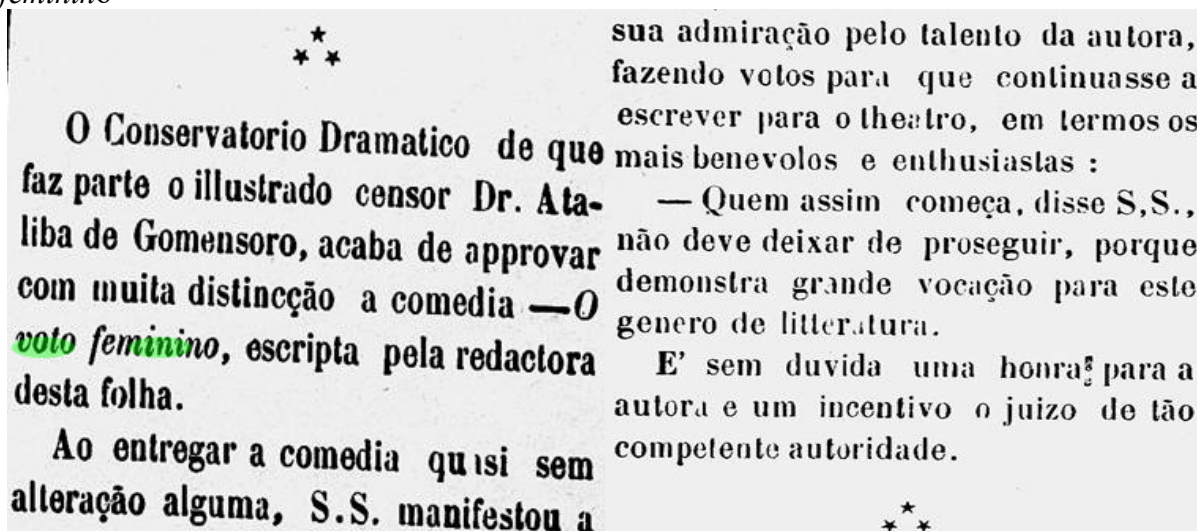 feminino
O Conservatorio Dramatico de que
faz parte o illustrado censor Dr. Ata-
liba de Gomensoro, acaba de approvar
com muita distincção a comedia —O
voto feminino, escripta pela redactora
desta folha.
Ao entregar a comedia quasi sem
alteração alguma, S.S. manifestou a
sua admiração pelo talento da autora,
fazendo votos para que continuasse a
escrever para o theatro, em termos os
mais benevolos e enthusiastas :
— Quem assim começa, disse S,S.,
não deve deixar de proseguir, porque
demonstra grande vocação para este
genero de litteratura.
E' sem duvida uma honra para a
autora e um incentivo o juizo de tão
competente autoridade.